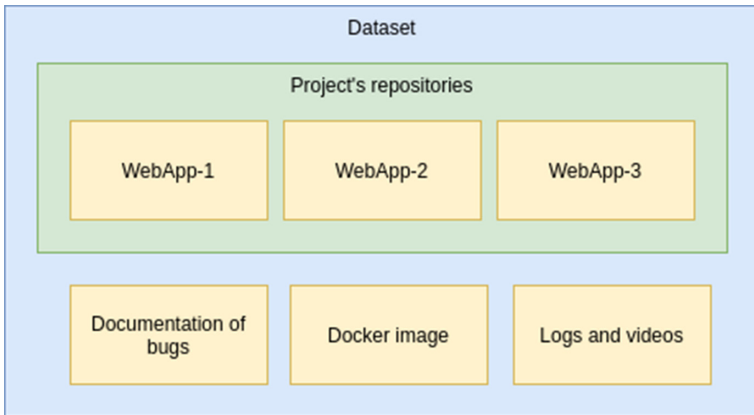 Dataset
Project's repositories
WebApp-1
WebApp-2
WebApp-3
Documentation of
bugs
Docker image
Logs and videos